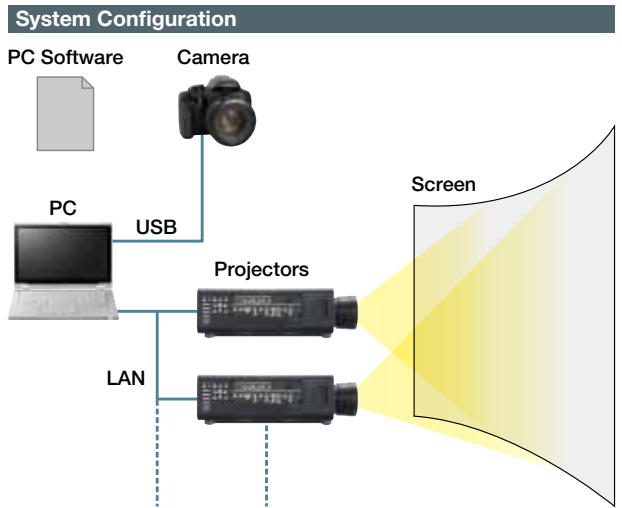 System Configuration
PC Software
Camera
Screen
PC
USB
Projectors
LAN